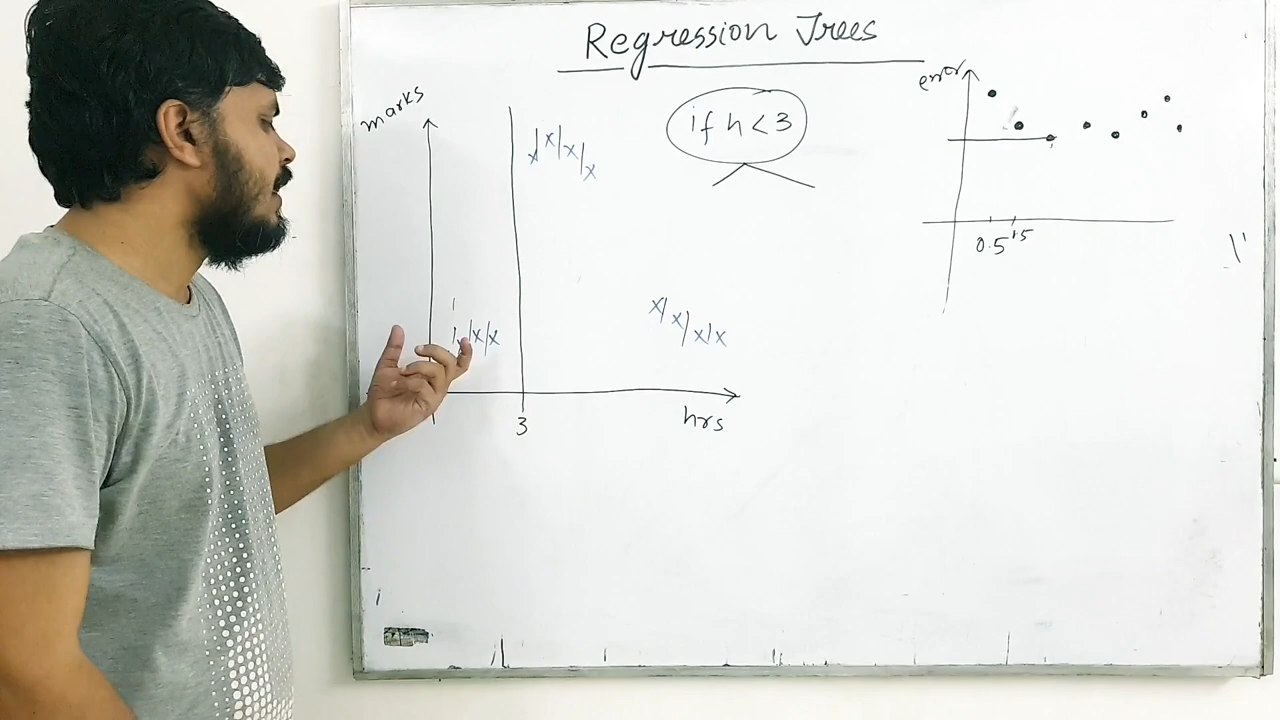 Regression Trees
marks
if h < 3
error
0.5 1.5
3
hrs